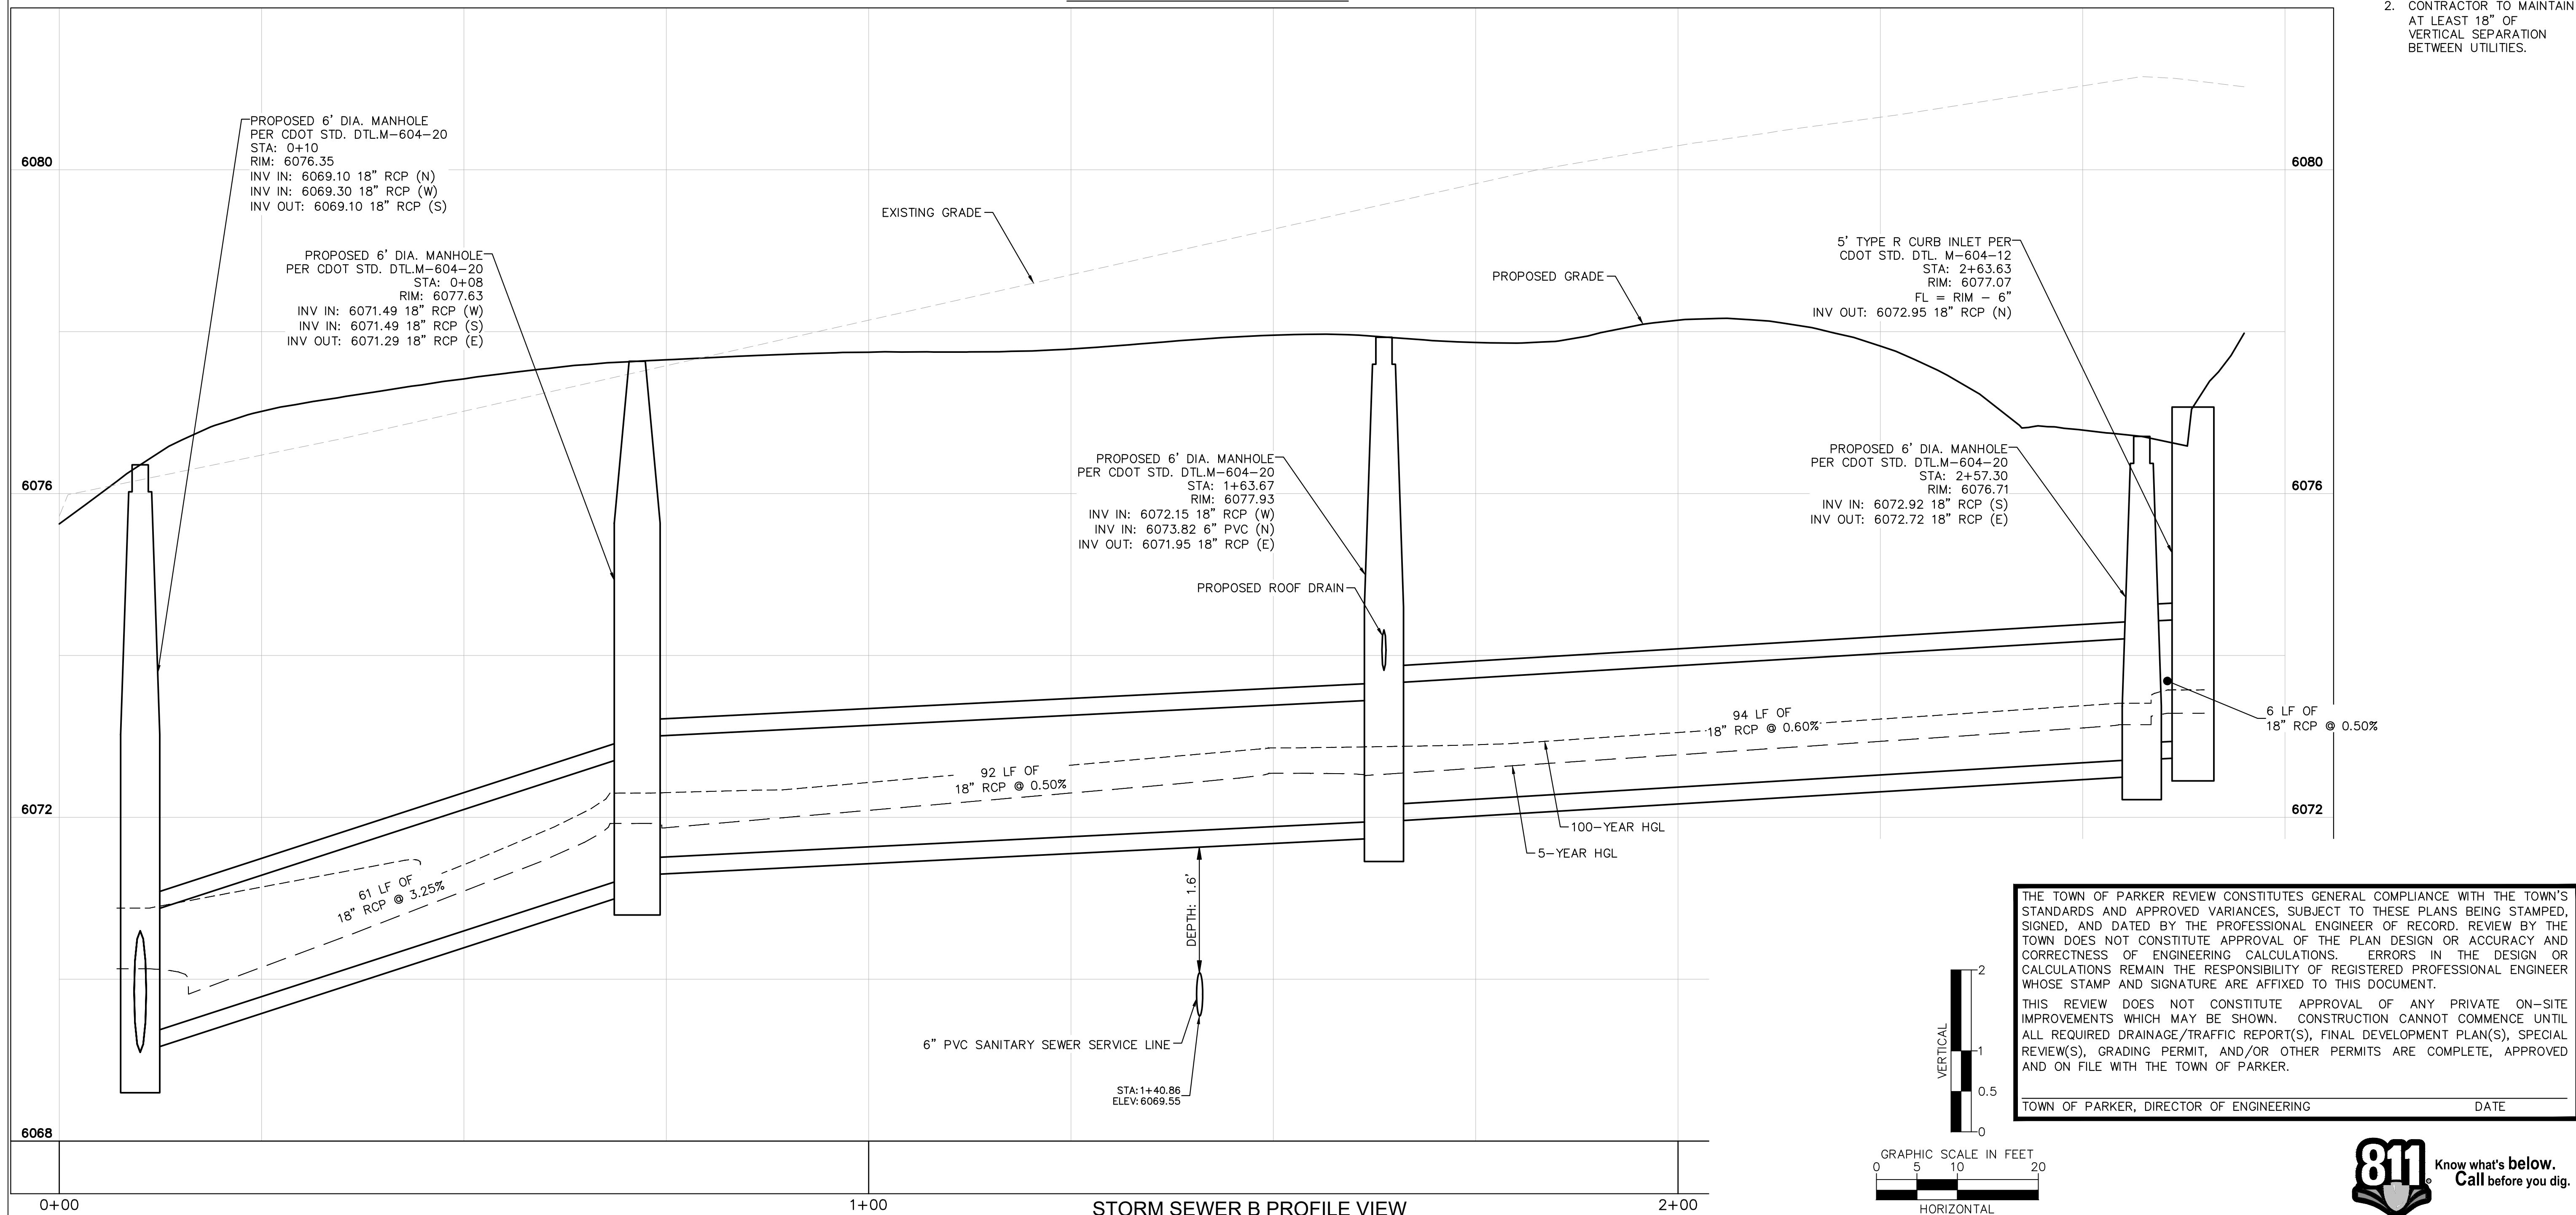 2. CONTRACTOR TO MAINTAIN
AT LEAST 18" OF
VERTICAL SEPARATION
BETWEEN UTILITIES.
PROPOSED 6' DIA. MANHOLE
PER CDOT STD. DTL.M-604-20
STA: 0+10
RIM: 6076.35
INV IN: 6069.10 18" RCP (N)
INV IN: 6069.30 18" RCP (W)
INV OUT: 6069.10 18" RCP (S)
6080
6080
EXISTING GRADE
PROPOSED 6' DIA. MANHOLE
PER CDOT STD. DTL.M-604-20
STA: 0+08
RIM: 6077.63
INV IN: 6071.49 18" RCP (W)
INV IN: 6071.49 18" RCP (S)
INV OUT: 6071.29 18" RCP (E)
PROPOSED GRADE
5' TYPE R CURB INLET PER
CDOT STD. DTL. M-604-12
STA: 2+63.63
RIM: 6077.07
FL = RIM - 6"
INV OUT: 6072.95 18" RCP (N)
6076
6076
PROPOSED 6' DIA. MANHOLE
PER CDOT STD. DTL.M-604-20
STA: 1+63.67
RIM: 6077.93
INV IN: 6072.15 18" RCP (W)
INV IN: 6073.82 6" PVC (N)
INV OUT: 6071.95 18" RCP (E)
PROPOSED ROOF DRAIN
PROPOSED 6' DIA. MANHOLE
PER CDOT STD. DTL.M-604-20
STA: 2+57.30
RIM: 6076.71
INV IN: 6072.92 18" RCP (S)
INV OUT: 6072.72 18" RCP (E)
94 LF OF
18" RCP @ 0.60%
6 LF OF
18" RCP @ 0.50%
92 LF OF
18" RCP @ 0.50%
6072
6072
100-YEAR HGL
5-YEAR HGL
61 LF OF
18" RCP @ 3.25%
DEPTH: 1.6'
6" PVC SANITARY SEWER SERVICE LINE
STA:1+40.86
ELEV:6069.55
6068
0+00
1+00
2+00
STORM SEWER B PROFILE VIEW
VERTICAL
2
1
0.5
0
GRAPHIC SCALE IN FEET
0 5 10 20
HORIZONTAL
THE TOWN OF PARKER REVIEW CONSTITUTES GENERAL COMPLIANCE WITH THE TOWN'S
STANDARDS AND APPROVED VARIANCES, SUBJECT TO THESE PLANS BEING STAMPED,
SIGNED, AND DATED BY THE PROFESSIONAL ENGINEER OF RECORD. REVIEW BY THE
TOWN DOES NOT CONSTITUTE APPROVAL OF THE PLAN DESIGN OR ACCURACY AND
CORRECTNESS OF ENGINEERING CALCULATIONS. ERRORS IN THE DESIGN OR
CALCULATIONS REMAIN THE RESPONSIBILITY OF REGISTERED PROFESSIONAL ENGINEER
WHOSE STAMP AND SIGNATURE ARE AFFIXED TO THIS DOCUMENT.
THIS REVIEW DOES NOT CONSTITUTE APPROVAL OF ANY PRIVATE ON-SITE
IMPROVEMENTS WHICH MAY BE SHOWN. CONSTRUCTION CANNOT COMMENCE UNTIL
ALL REQUIRED DRAINAGE/TRAFFIC REPORT(S), FINAL DEVELOPMENT PLAN(S), SPECIAL
REVIEW(S), GRADING PERMIT, AND/OR OTHER PERMITS ARE COMPLETE, APPROVED
AND ON FILE WITH THE TOWN OF PARKER.
TOWN OF PARKER, DIRECTOR OF ENGINEERING DATE
811
Know what's below.
Call before you dig.